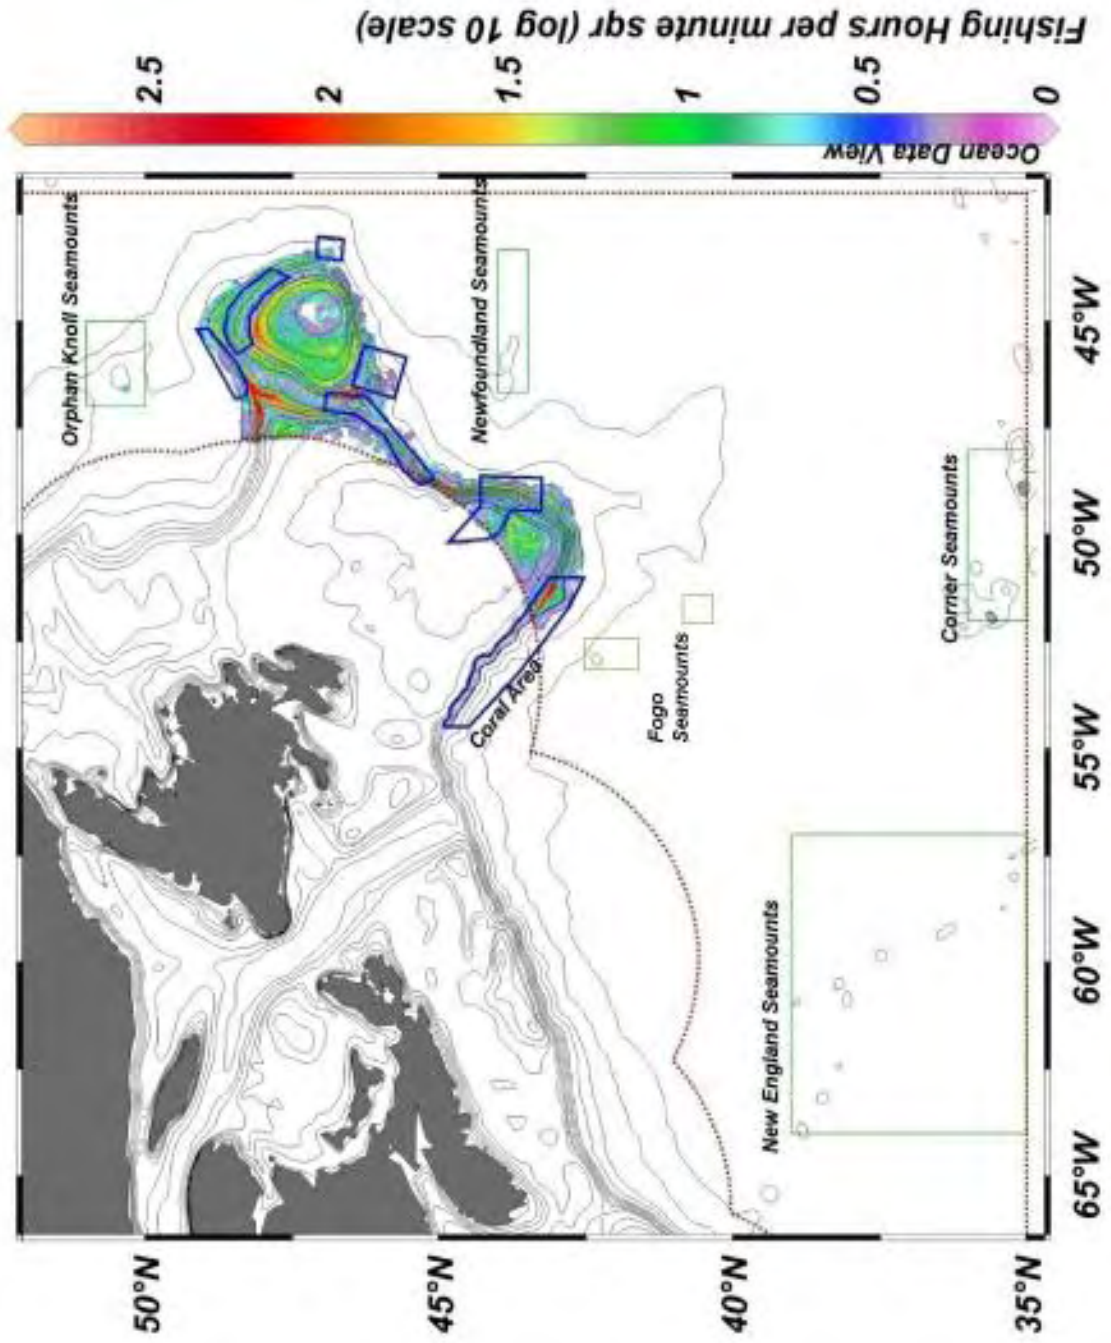 Fishing Hours per minute sqr (log 10 scale)
2.5
2
1.5
1
0.5
0
Ocean Data View
Orphan Knoll Seamounts
Newfoundland Seamounts
Corner Seamounts
Fogo
Seamounts
Coral Area
New England Seamounts
45°W
50°W
55°W
60°W
65°W
50°N
45°N
40°N
35°N